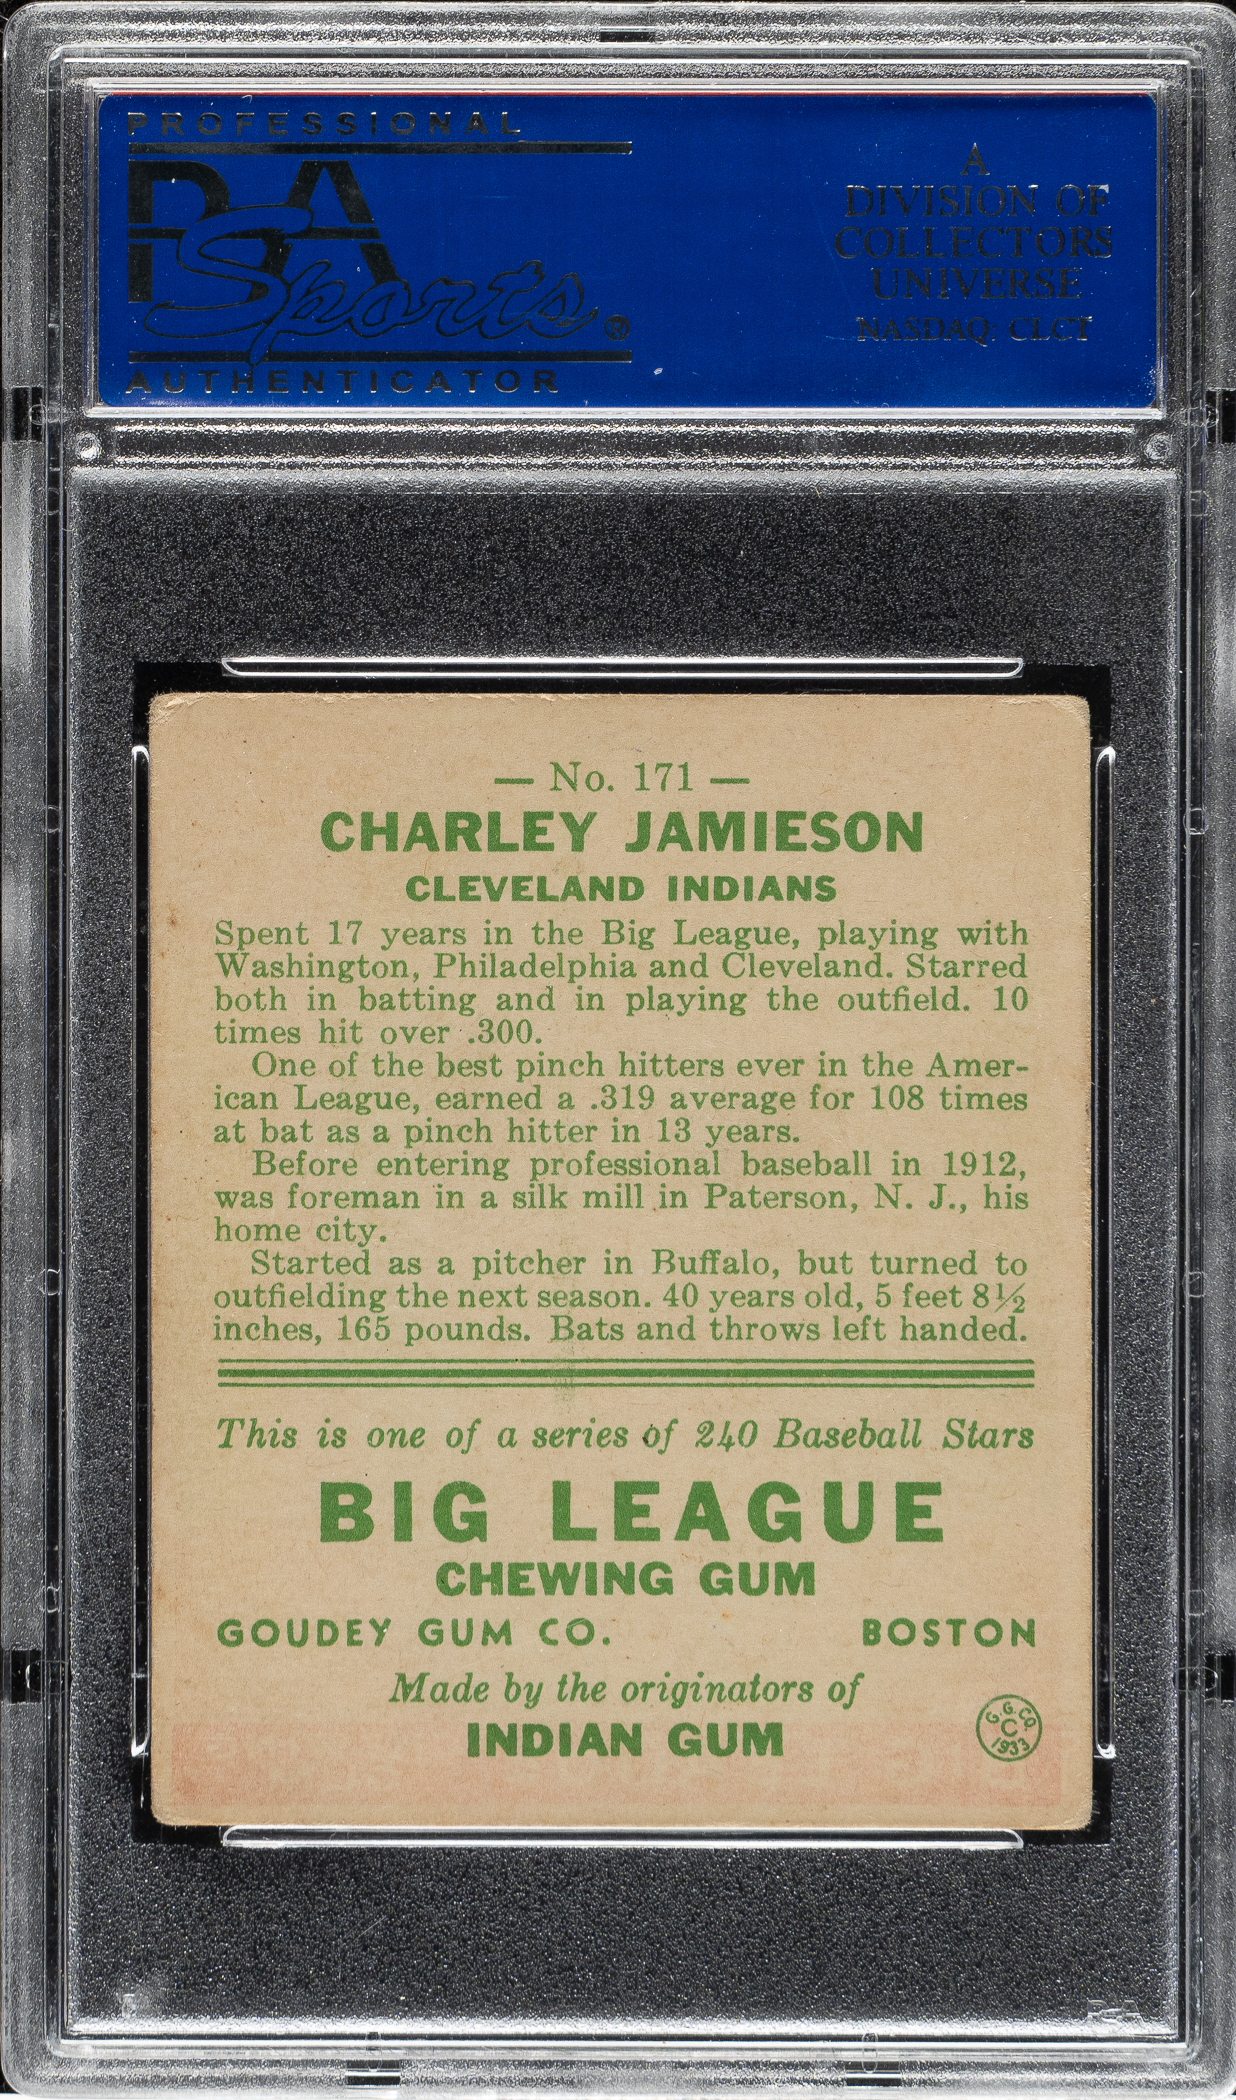 PROFESSIONAL
PSA
Sports®
AUTHENTICATOR
A
DIVISION OF
COLLECTORS
UNIVERSE
NASDAQ: CLCT
— No. 171 —
CHARLEY JAMIESON
CLEVELAND INDIANS
Spent 17 years in the Big League, playing with
Washington, Philadelphia and Cleveland. Starred
both in batting and in playing the outfield. 10
times hit over .300.
One of the best pinch hitters ever in the Amer-
ican League, earned a .319 average for 108 times
at bat as a pinch hitter in 13 years.
Before entering professional baseball in 1912,
was foreman in a silk mill in Paterson, N. J., his
home city.
Started as a pitcher in Buffalo, but turned to
outfielding the next season. 40 years old, 5 feet 8½
inches, 165 pounds. Bats and throws left handed.
This is one of a series of 240 Baseball Stars
BIG LEAGUE
CHEWING GUM
GOUDEY GUM CO. BOSTON
Made by the originators of
INDIAN GUM
G. G. CO.
C
1933
PSA